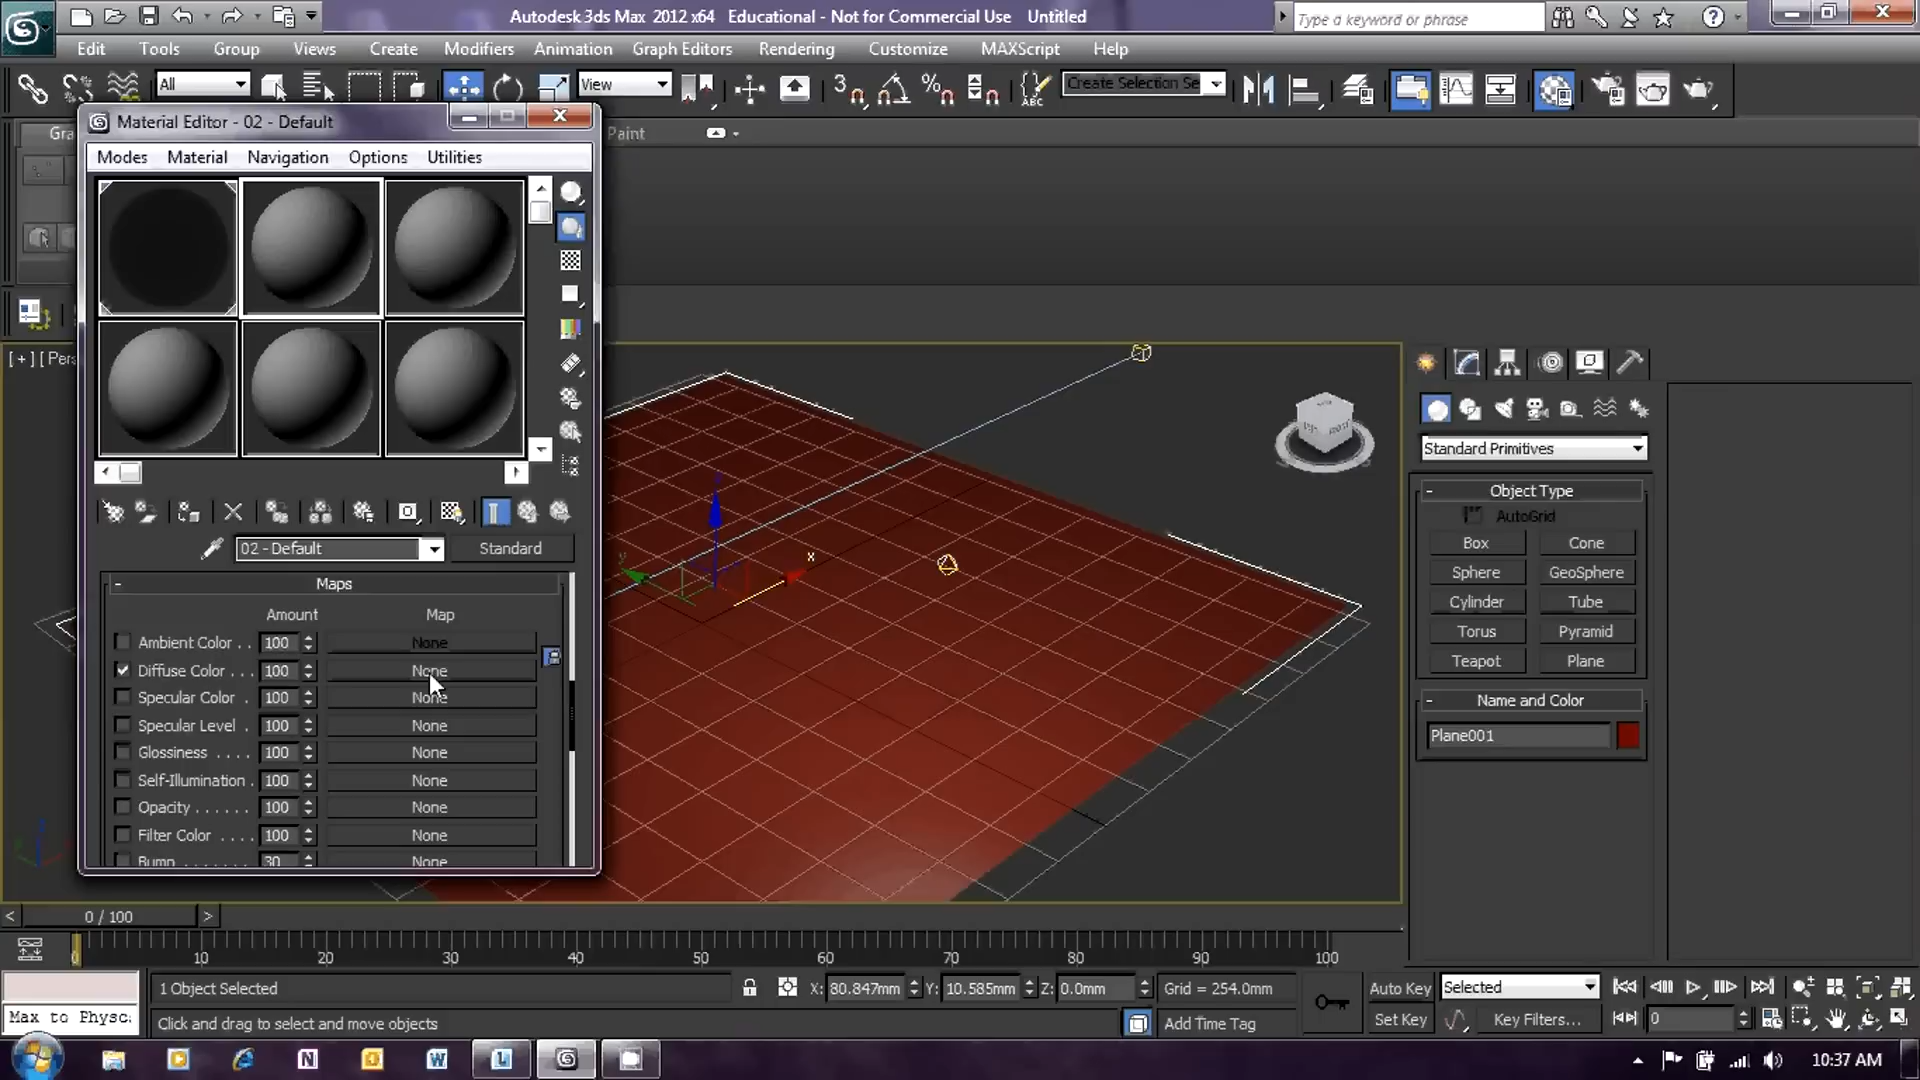 Autodesk 3ds Max 2012 x64 Educational - Not for Commercial Use Untitled
Type a keyword or phrase
Edit Tools Group Views Create Modifiers Animation Graph Editors Rendering Customize MAXScript Help
All
View
3
ABC
Create Selection Se
Material Editor - 02 - Default
Gra
Paint
Modes Material Navigation Options Utilities
[ + ] [ Pers
Standard Primitives
- Object Type
AutoGrid
Box Cone
Sphere GeoSphere
Cylinder Tube
Torus Pyramid
Teapot Plane
- Name and Color
Plane001
02 - Default
Standard
- Maps
Amount Map
Ambient Color . . 100 None
Diffuse Color . . . 100 None
Specular Color . 100 None
Specular Level . 100 None
Glossiness . . . . 100 None
Self-Illumination . 100 None
Opacity . . . . . . 100 None
Filter Color . . . . 100 None
Bump . . . . . . . 30 None
x
y
< 0 / 100 >
0 10 20 30 40 50 60 70 80 90 100
1 Object Selected
X: 80.847mm Y: 10.585mm Z: 0.0mm
Grid = 254.0mm
Auto Key
Selected
Max to Physc:
Click and drag to select and move objects
Add Time Tag
Set Key
Key Filters...
0
10:37 AM